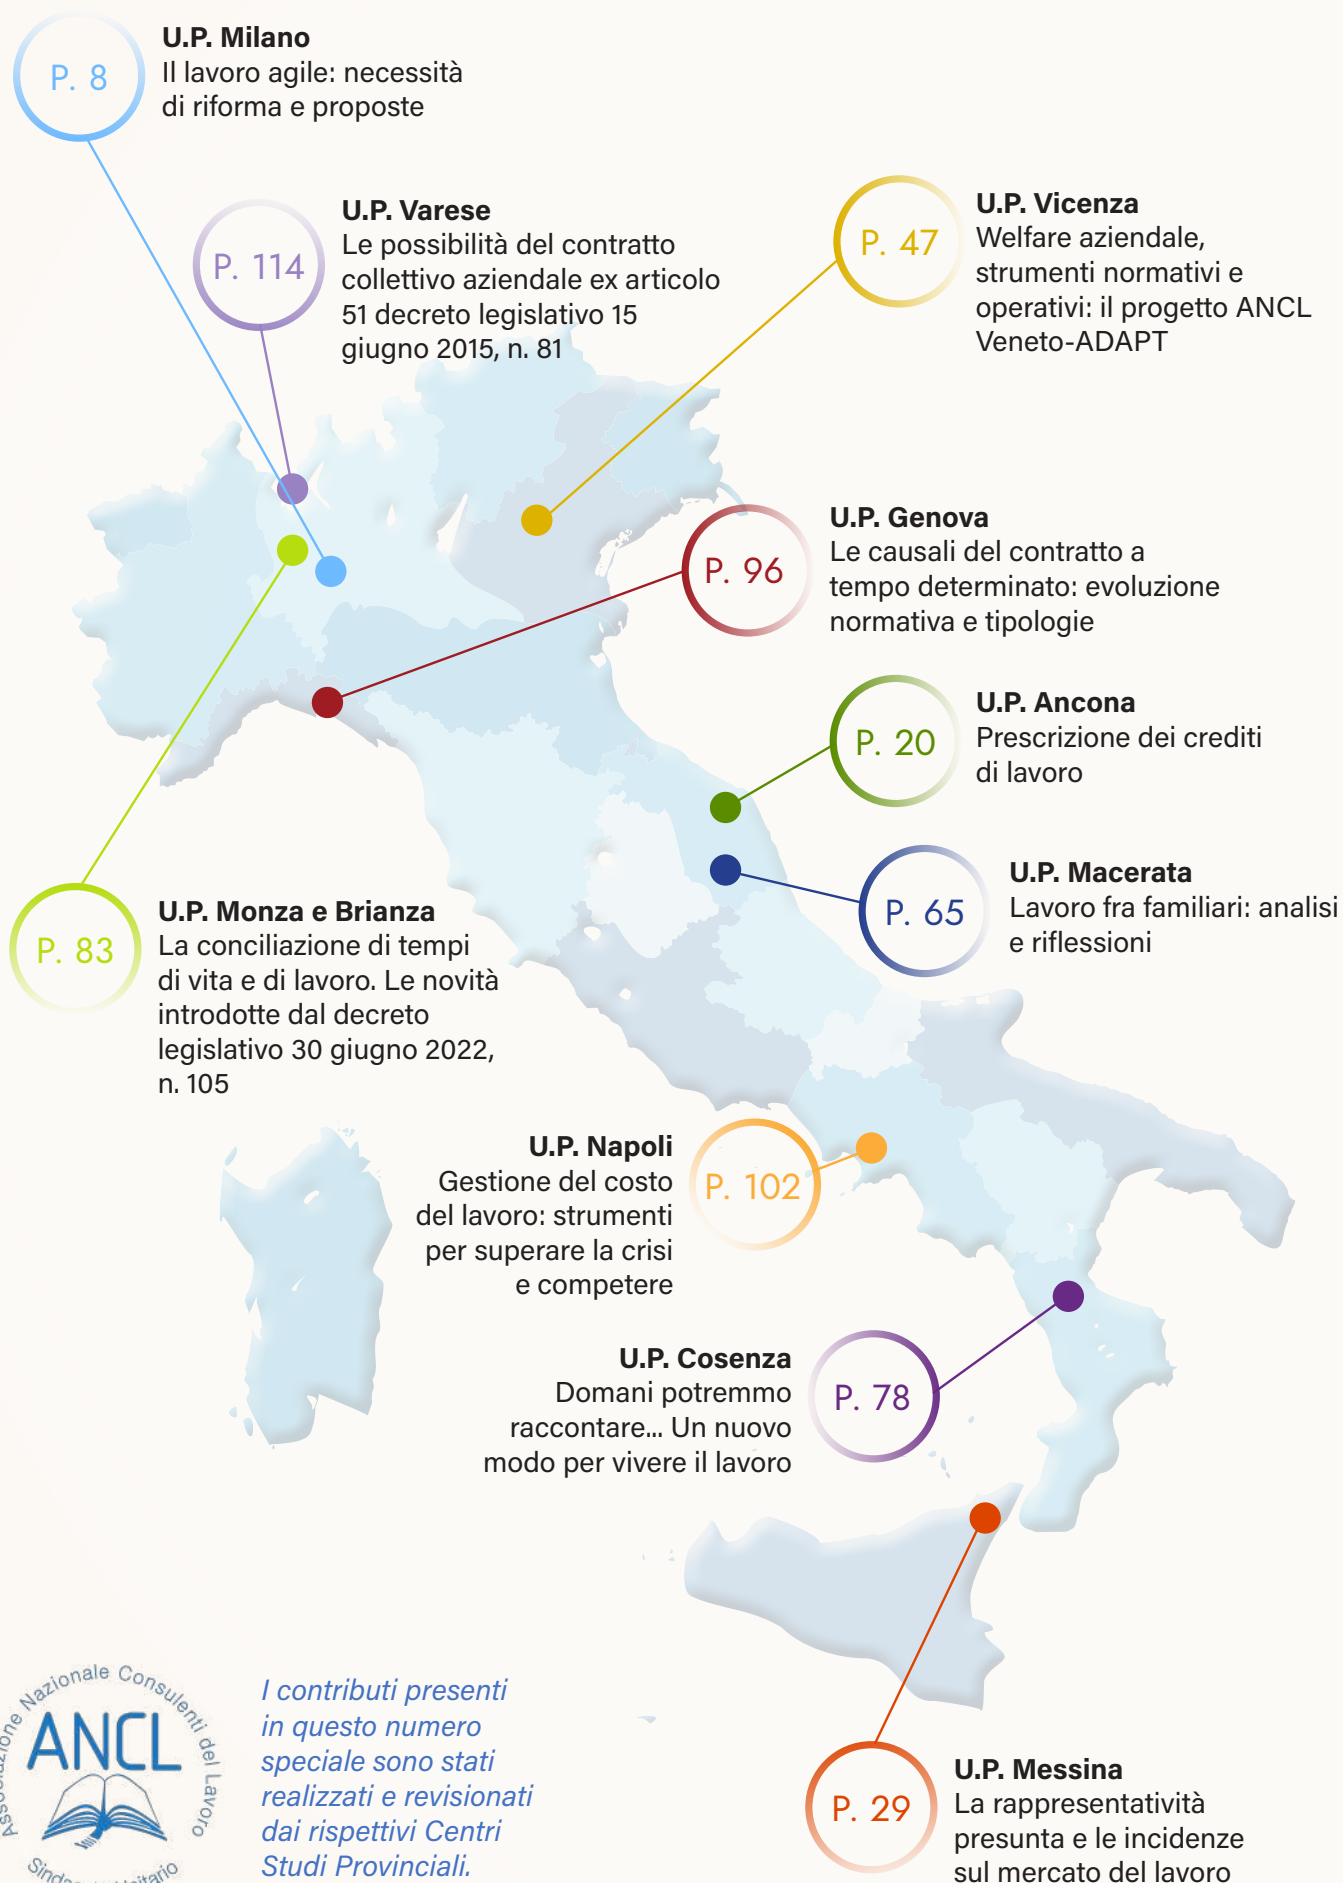 P. 8
U.P. Milano
Il lavoro agile: necessità
di riforma e proposte
P. 114
U.P. Varese
Le possibilità del contratto
collettivo aziendale ex articolo
51 decreto legislativo 15
giugno 2015, n. 81
P. 47
U.P. Vicenza
Welfare aziendale,
strumenti normativi e
operativi: il progetto ANCL
Veneto-ADAPT
P. 96
U.P. Genova
Le causali del contratto a
tempo determinato: evoluzione
normativa e tipologie
P. 20
U.P. Ancona
Prescrizione dei crediti
di lavoro
P. 65
U.P. Macerata
Lavoro fra familiari: analisi
e riflessioni
P. 83
U.P. Monza e Brianza
La conciliazione di tempi
di vita e di lavoro. Le novità
introdotte dal decreto
legislativo 30 giugno 2022,
n. 105
P. 102
U.P. Napoli
Gestione del costo
del lavoro: strumenti
per superare la crisi
e competere
P. 78
U.P. Cosenza
Domani potremmo
raccontare... Un nuovo
modo per vivere il lavoro
P. 29
U.P. Messina
La rappresentatività
presunta e le incidenze
sul mercato del lavoro
Nazionale Consulenti del Lavoro
ANCL
I contributi presenti
in questo numero
speciale sono stati
realizzati e revisionati
dai rispettivi Centri
Studi Provinciali.